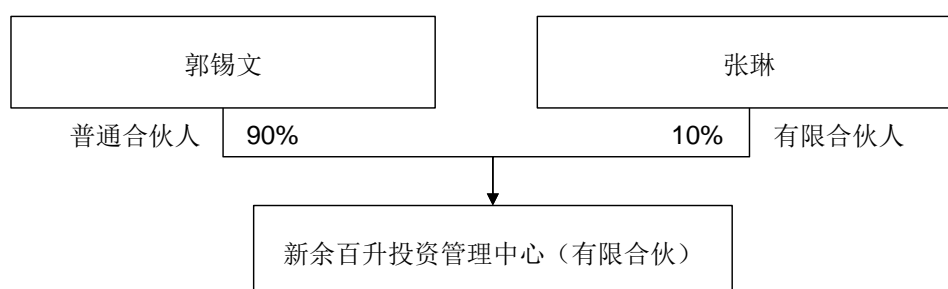 郭锡文
张琳
普通合伙人 90%
10% 有限合伙人
新余百升投资管理中心（有限合伙）